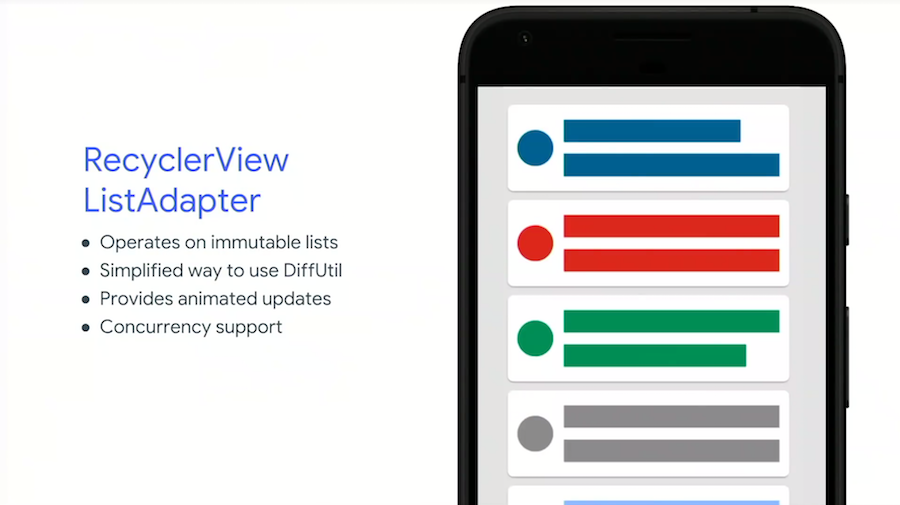 RecyclerView
ListAdapter
● Operates on immutable lists
● Simplified way to use DiffUtil
● Provides animated updates
● Concurrency support